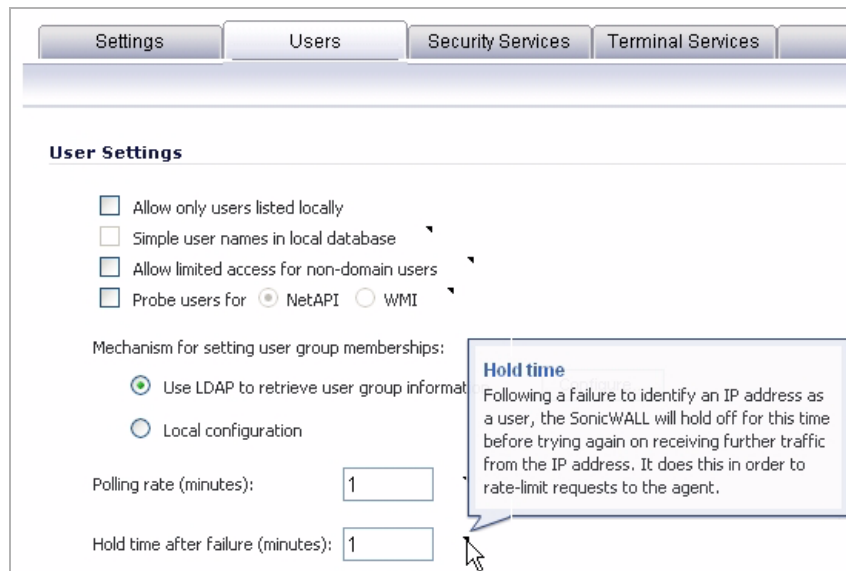 Settings
Users
Security Services
Terminal Services
User Settings
Allow only users listed locally
Simple user names in local database
Allow limited access for non-domain users
Probe users for NetAPI WMI
Mechanism for setting user group memberships:
Use LDAP to retrieve user group informatio
Configure
Local configuration
Hold time
Following a failure to identify an IP address as
a user, the SonicWALL will hold off for this time
before trying again on receiving further traffic
from the IP address. It does this in order to
rate-limit requests to the agent.
Polling rate (minutes): 1
Hold time after failure (minutes): 1